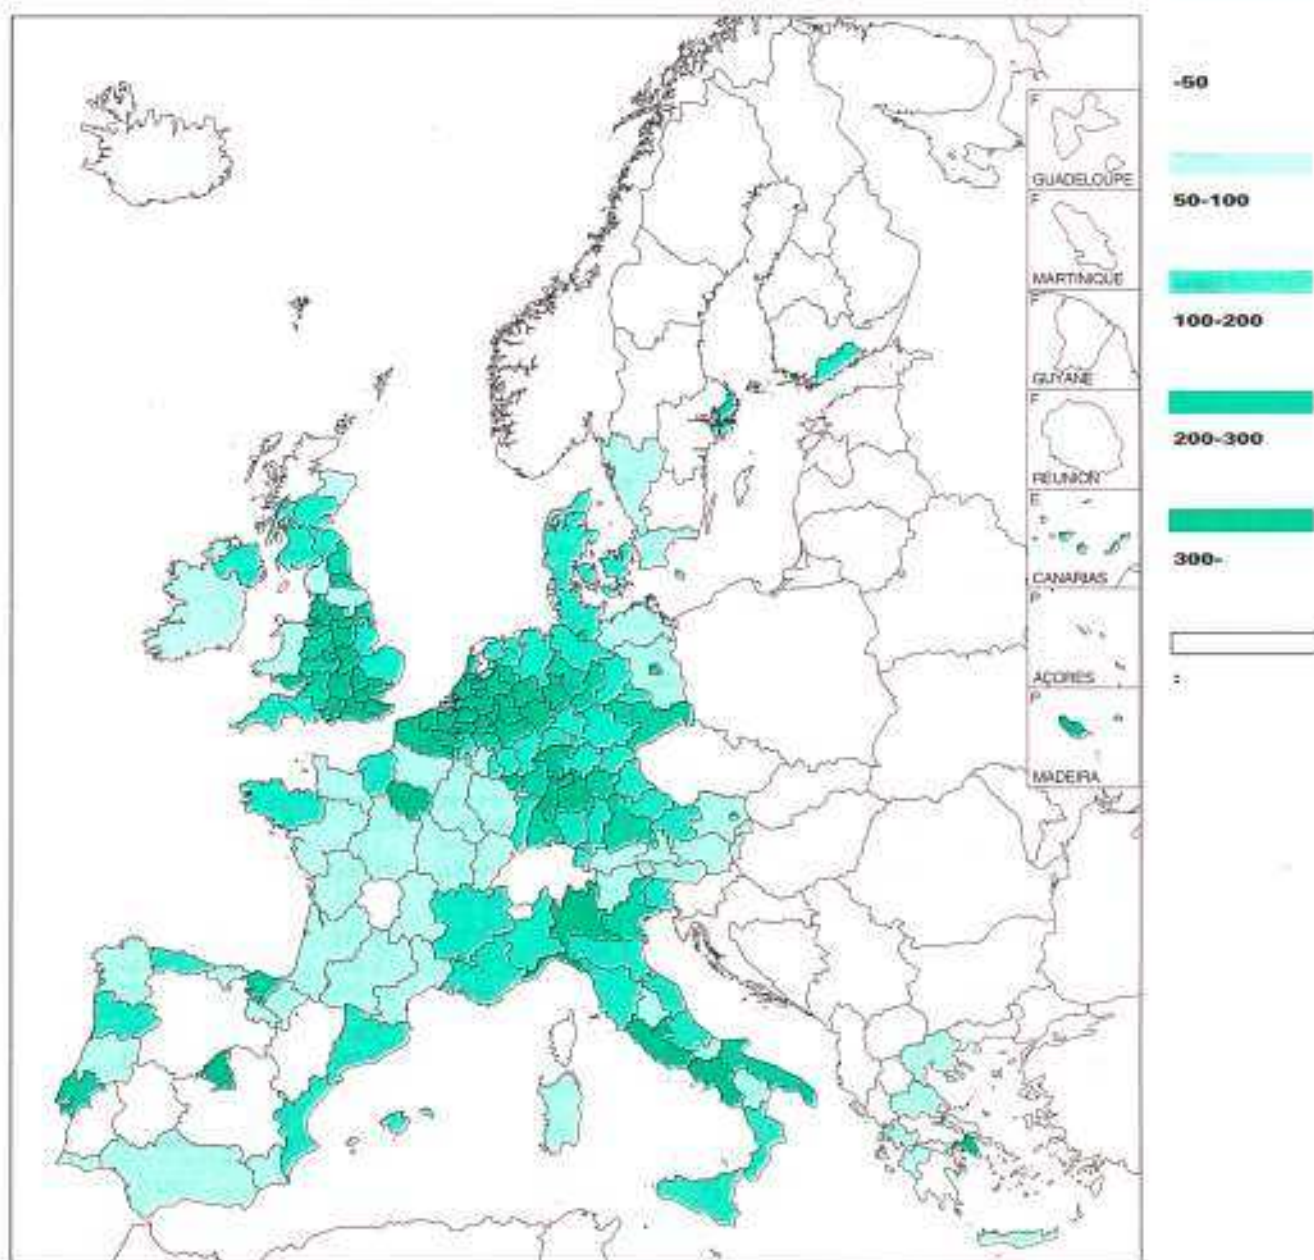 F
GUADELOUPE
F
MARTINIQUE
F
GUYANE
F
REUNION
E
CANARIAS
P
AÇORES
P
MADEIRA
-50
50-100
100-200
200-300
300-
: